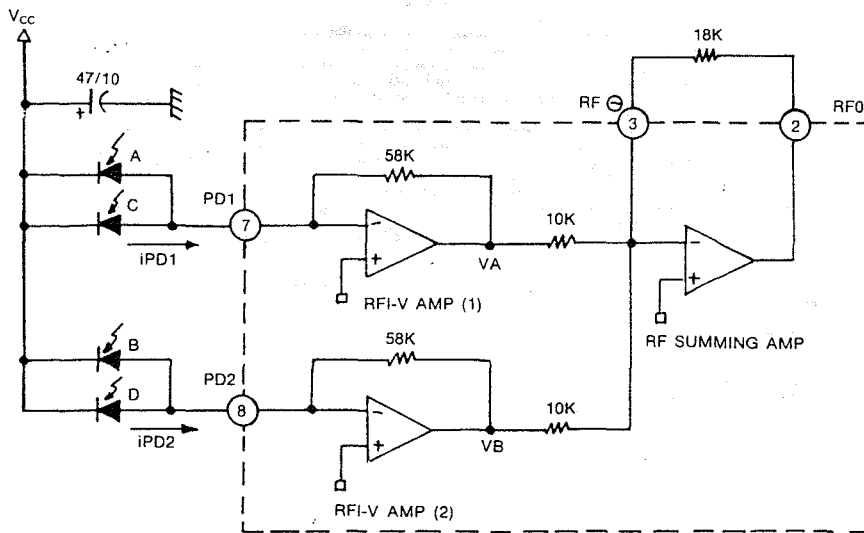 Vcc
47/10
+
A
C
iPD1
PD1
7
58K
-
+
VA
RFI-V AMP (1)
10K
RF ⊖
3
18K
2
RF0
-
+
RF SUMMING AMP
B
D
iPD2
PD2
8
58K
-
+
VB
RFI-V AMP (2)
10K